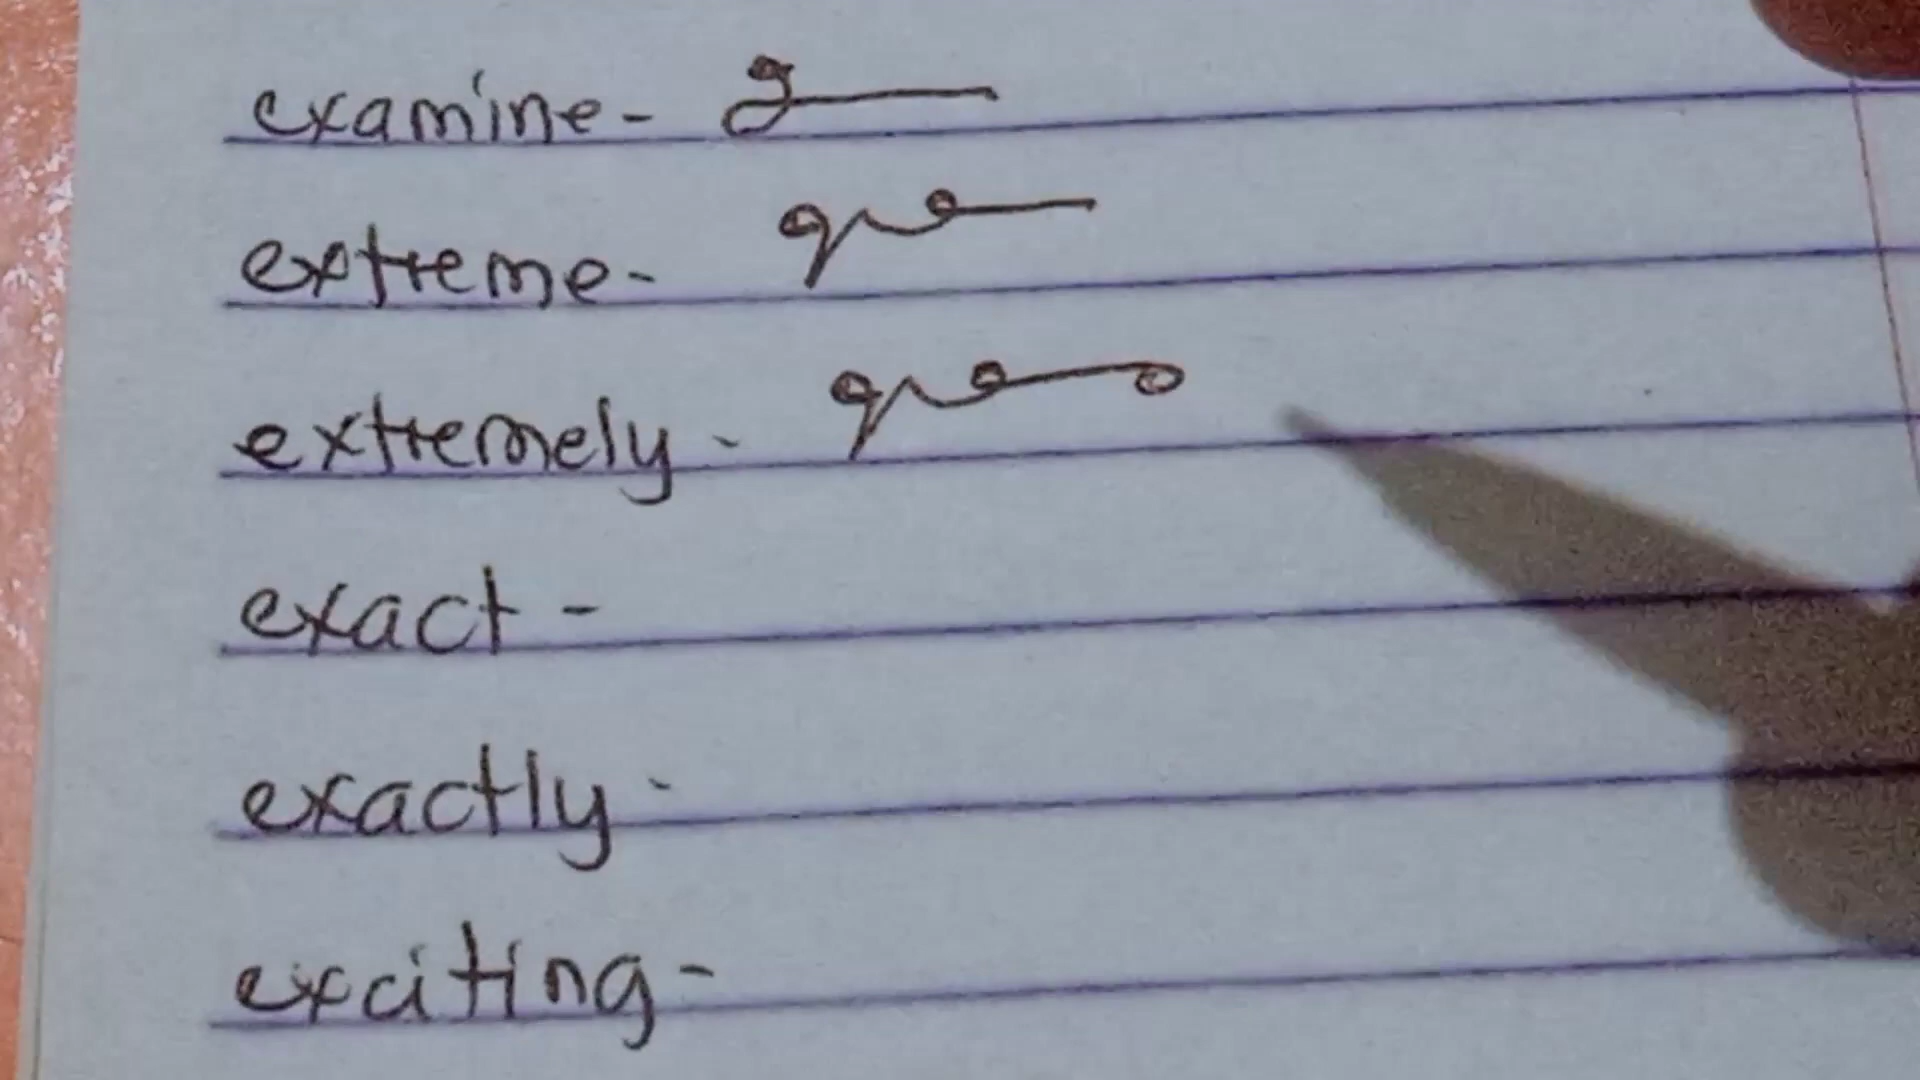 examine -
extreme -
extremely -
exact -
exactly -
exciting -